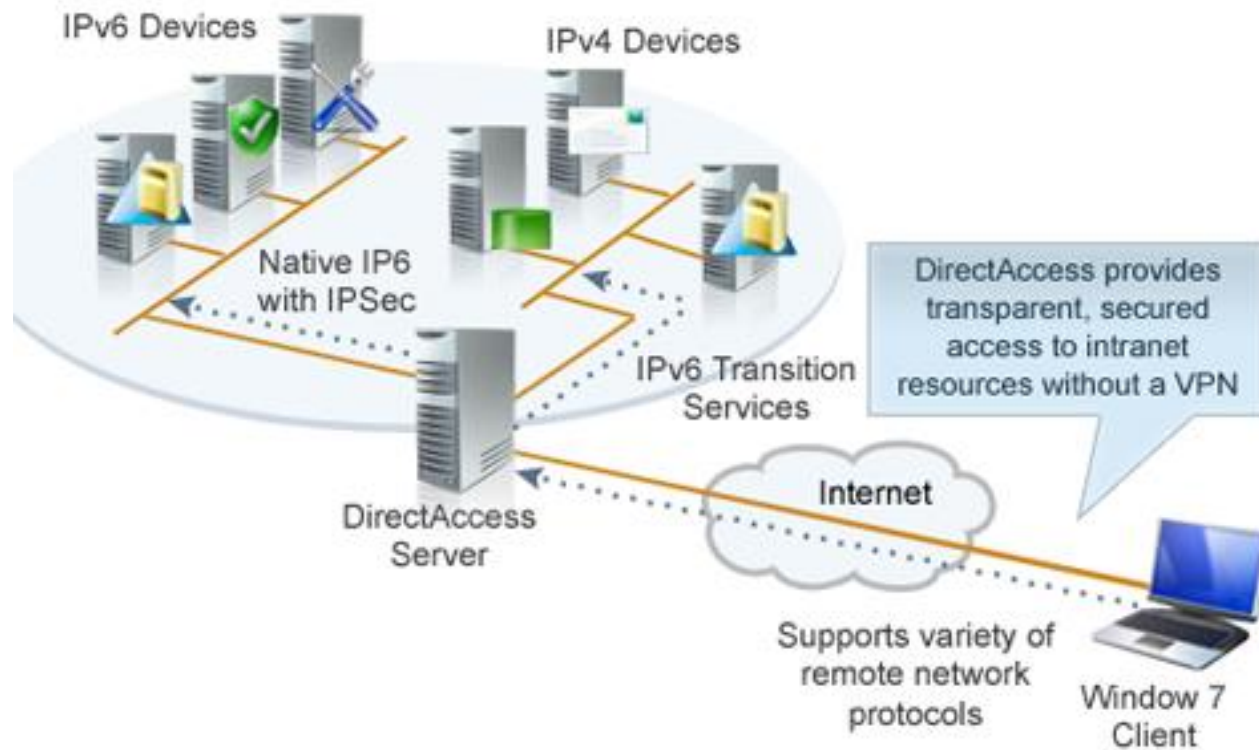 IPv6 Devices
IPv4 Devices
Native IP6
with IPSec
DirectAccess provides
transparent, secured
access to intranet
resources without a VPN
IPv6 Transition
Services
DirectAccess
Server
Internet
Supports variety of
remote network
protocols
Window 7
Client